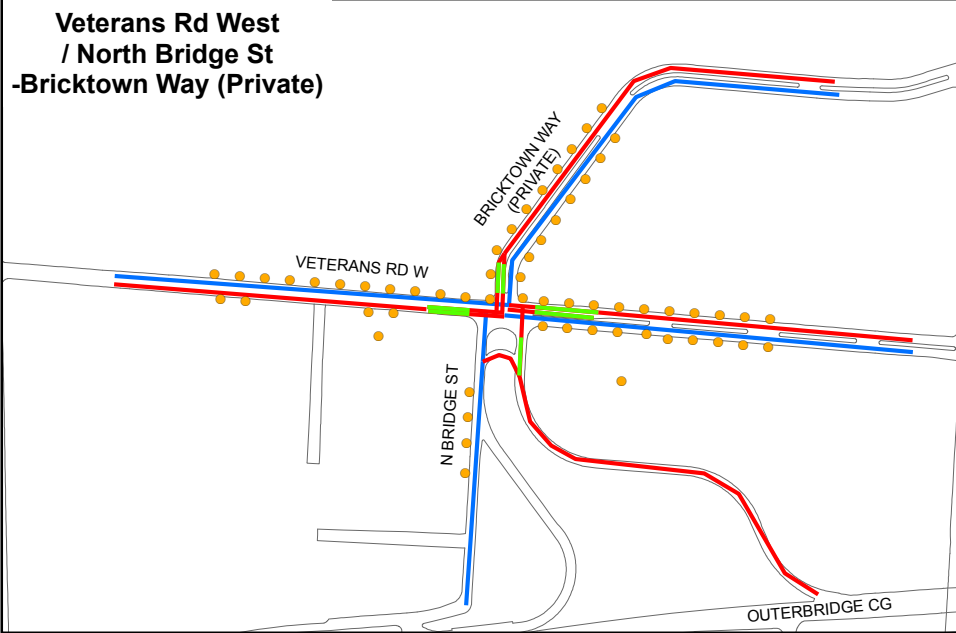 Veterans Rd West
/ North Bridge St
-Bricktown Way (Private)
BRICKTOWN WAY
(PRIVATE)
VETERANS RD W
N BRIDGE ST
OUTERBRIDGE CG